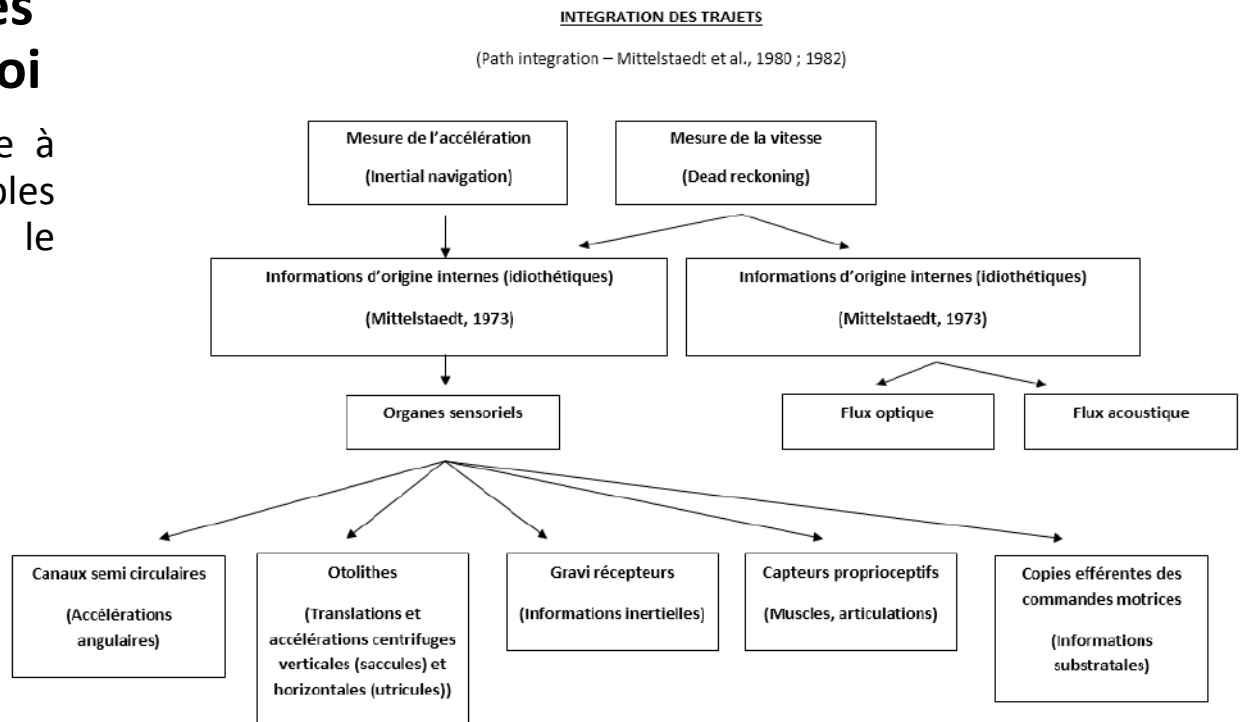 es
oi
e à
bles
le
INTEGRATION DES TRAJETS
(Path integration – Mittelstaedt et al., 1980 ; 1982)
Mesure de l'accélération
(Inertial navigation)
Mesure de la vitesse
(Dead reckoning)
Informations d'origine internes (idiothétiques)
(Mittelstaedt, 1973)
Informations d'origine internes (idiothétiques)
(Mittelstaedt, 1973)
Organes sensoriels
Flux optique
Flux acoustique
Canaux semi circulaires
(Accélérations
angulaires)
Otolithes
(Translations et
accélérations centrifuges
verticales (saccules) et
horizontales (utricules))
Gravi récepteurs
(Informations inertielles)
Capteurs proprioceptifs
(Muscles, articulations)
Copies efférentes des
commandes motrices
(Informations
substratales)